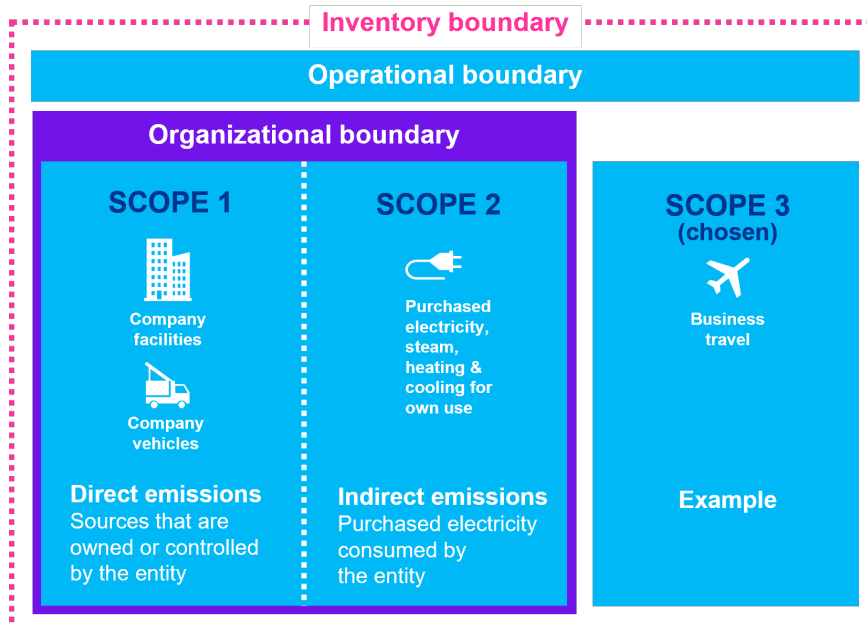 Inventory boundary
Operational boundary
Organizational boundary
SCOPE 1
Company
facilities
Company
vehicles
Direct emissions
Sources that are
owned or controlled
by the entity
SCOPE 2
Purchased
electricity,
steam,
heating &
cooling for
own use
Indirect emissions
Purchased electricity
consumed by
the entity
SCOPE 3
(chosen)
Business
travel
Example